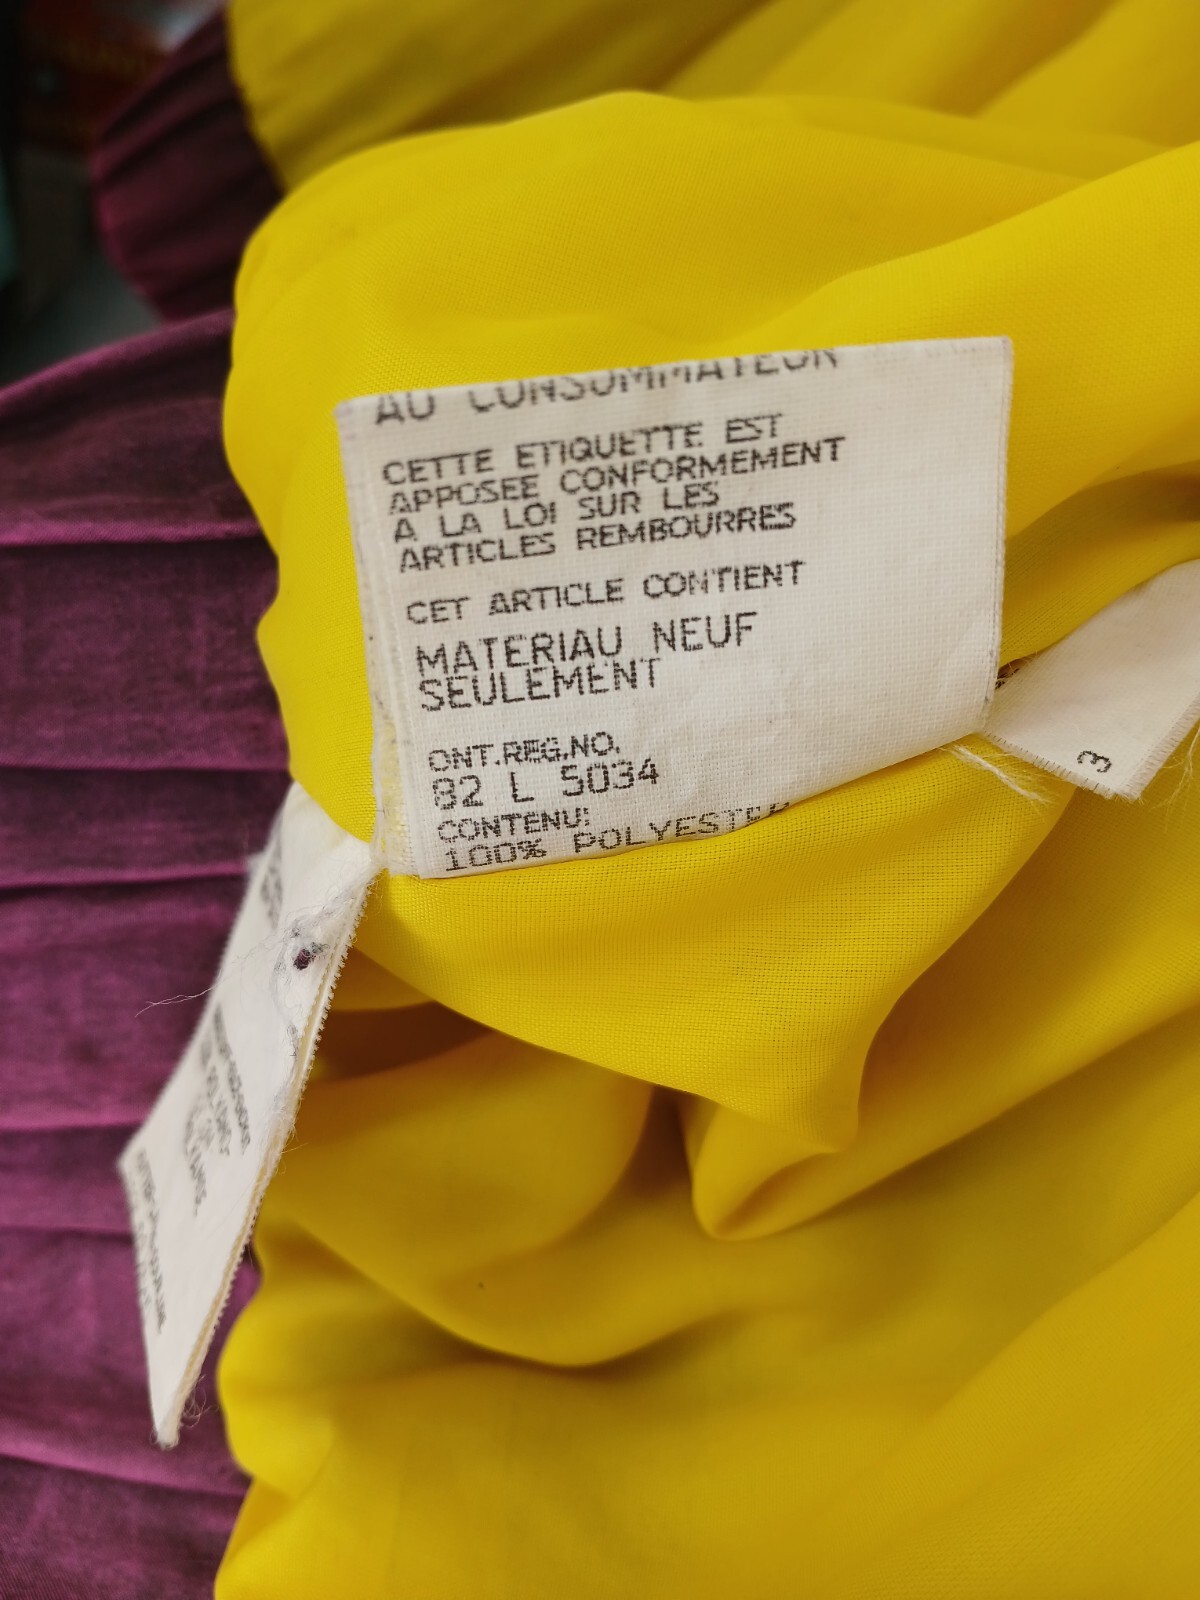 AU CONSOMMATEUR
CETTE ETIQUETTE EST
APPOSEE CONFORMEMENT
A LA LOI SUR LES
ARTICLES REMBOURRES
CET ARTICLE CONTIENT
MATERIAU NEUF
SEULEMENT
ONT.REG.NO.
82 L 5034
CONTENU:
100% POLYESTER
3